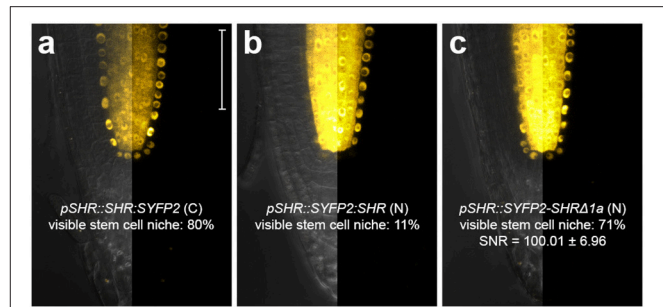 a
pSHR::SHR:SYFP2 (C)
visible stem cell niche: 80%
b
pSHR::SYFP2:SHR (N)
visible stem cell niche: 11%
c
pSHR::SYFP2-SHRΔ1a (N)
visible stem cell niche: 71%
SNR = 100.01 ± 6.96